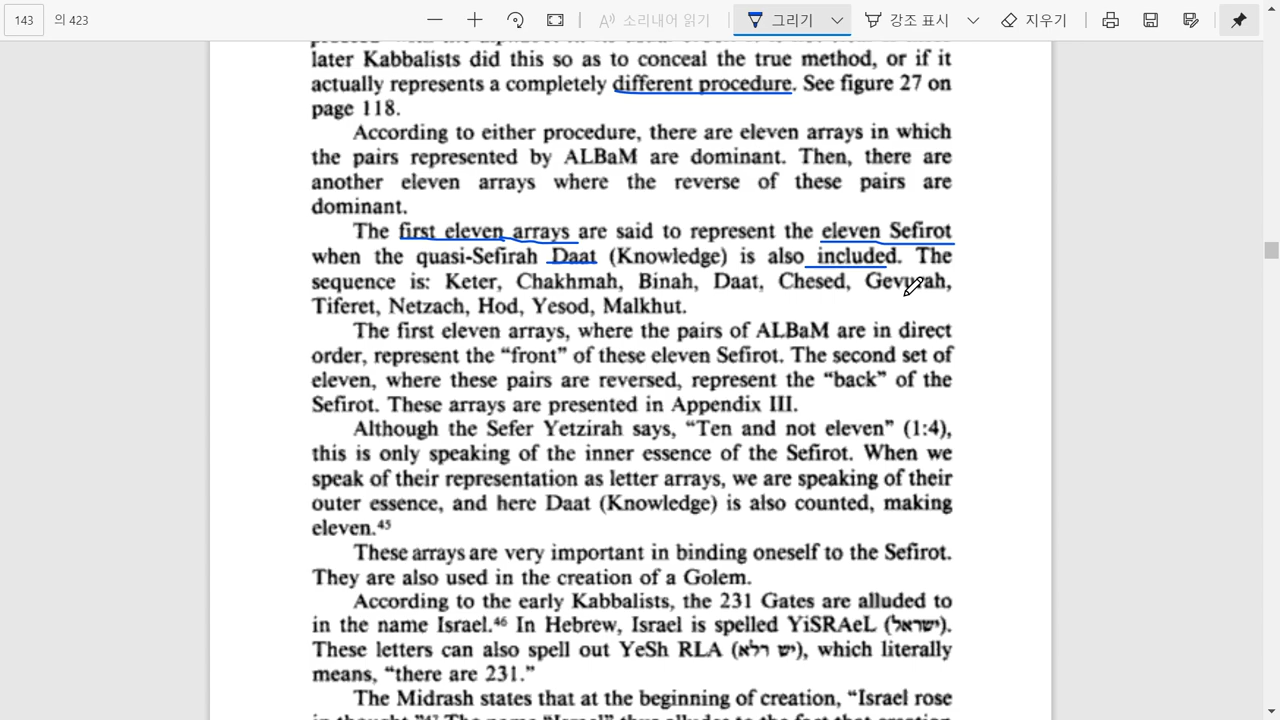 143 의 423 소리내어 읽기 그리기 강조 표시 지우기
later Kabbalists did this so as to conceal the true method, or if it
actually represents a completely different procedure. See figure 27 on
page 118.
According to either procedure, there are eleven arrays in which
the pairs represented by ALBaM are dominant. Then, there are
another eleven arrays where the reverse of these pairs are
dominant.
The first eleven arrays are said to represent the eleven Sefirot
when the quasi-Sefirah Daat (Knowledge) is also included. The
sequence is: Keter, Chakhmah, Binah, Daat, Chesed, Gevurah,
Tiferet, Netzach, Hod, Yesod, Malkhut.
The first eleven arrays, where the pairs of ALBaM are in direct
order, represent the “front” of these eleven Sefirot. The second set of
eleven, where these pairs are reversed, represent the “back” of the
Sefirot. These arrays are presented in Appendix III.
Although the Sefer Yetzirah says, “Ten and not eleven” (1:4),
this is only speaking of the inner essence of the Sefirot. When we
speak of their representation as letter arrays, we are speaking of their
outer essence, and here Daat (Knowledge) is also counted, making
eleven.⁴⁵
These arrays are very important in binding oneself to the Sefirot.
They are also used in the creation of a Golem.
According to the early Kabbalists, the 231 Gates are alluded to
in the name Israel.⁴⁶ In Hebrew, Israel is spelled YiSRAeL (ישראל).
These letters can also spell out YeSh RLA (יש רלא), which literally
means, “there are 231.”
The Midrash states that at the beginning of creation, “Israel rose